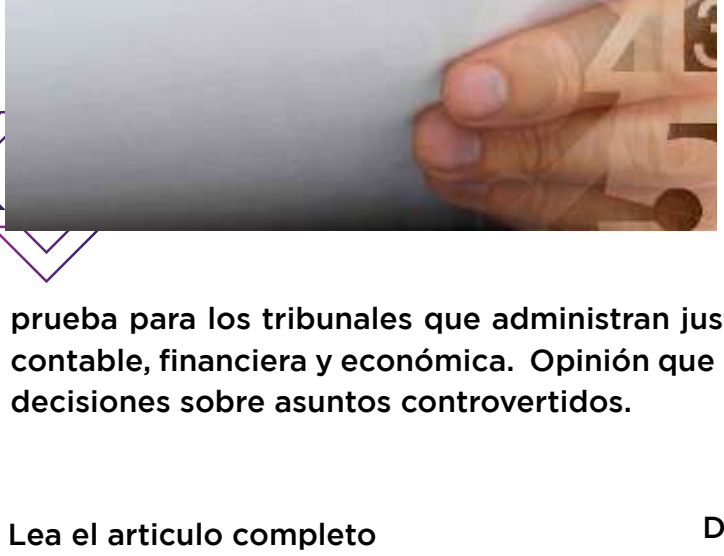 prueba para los tribunales que administran jus
contable, financiera y económica. Opinión que
decisiones sobre asuntos controvertidos.
Lea el articulo completo
D